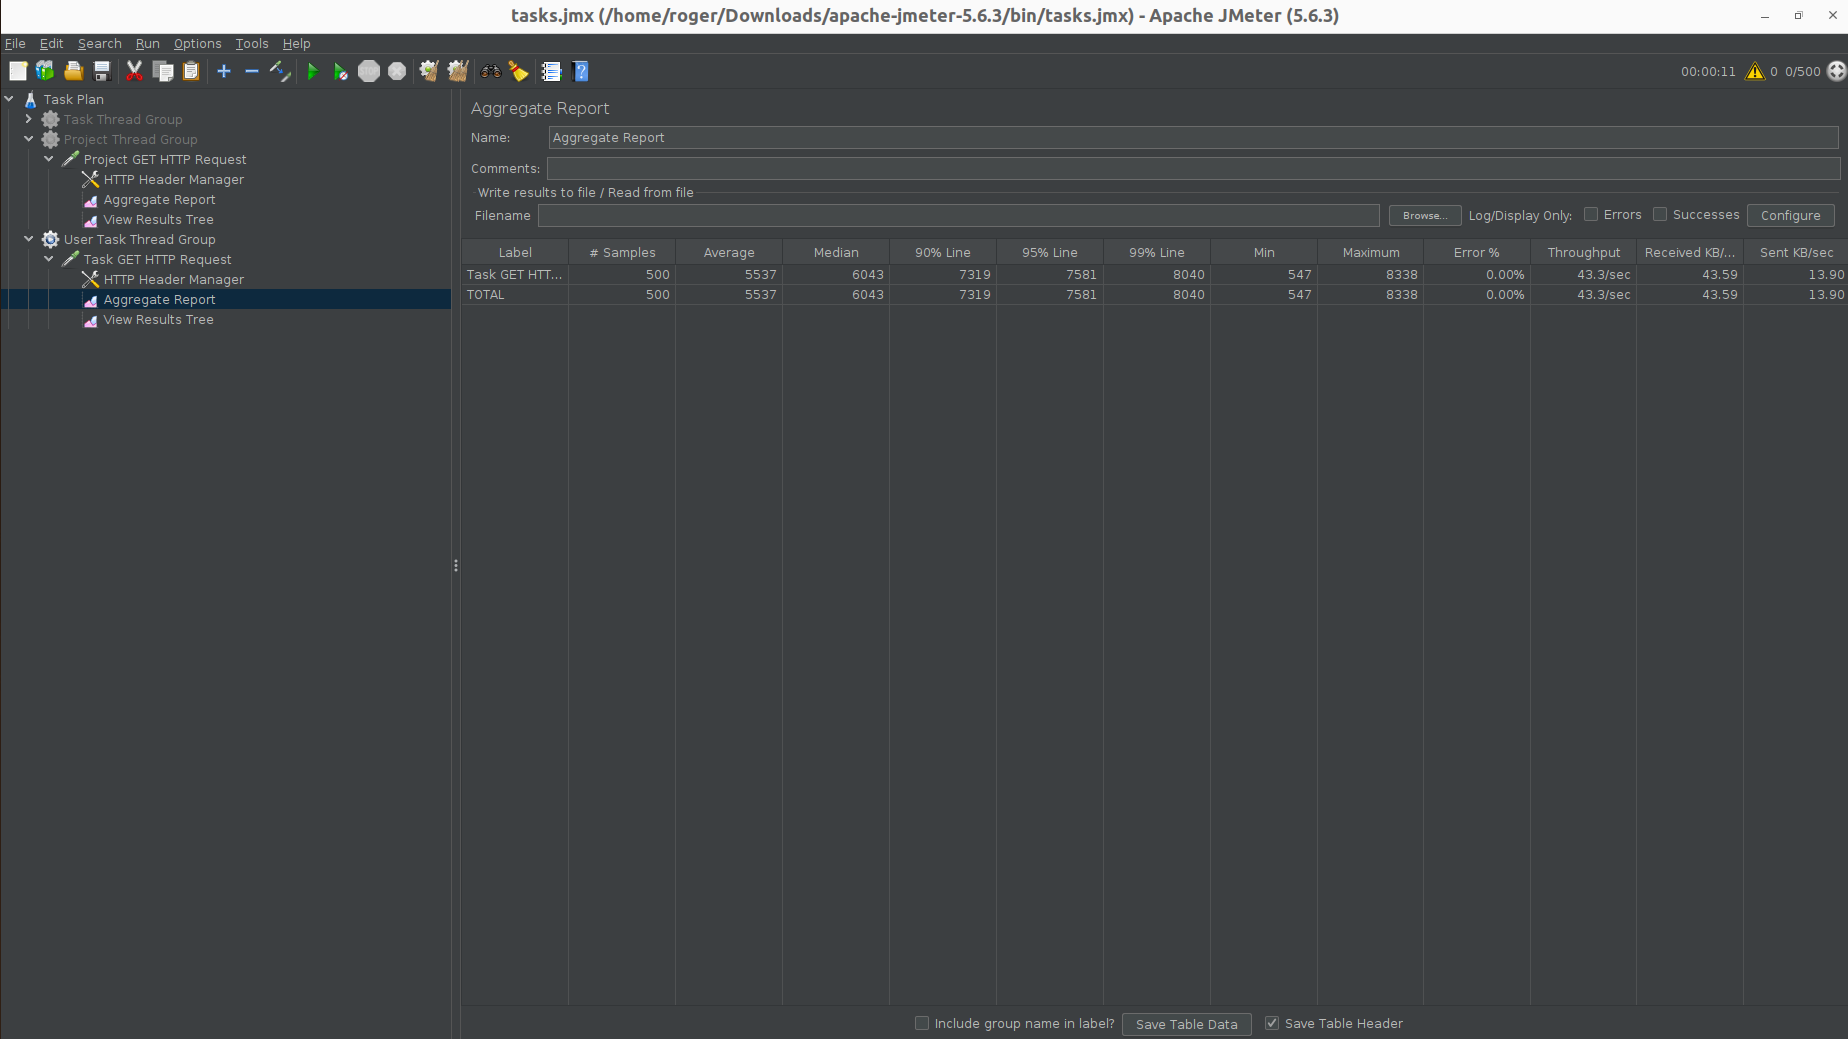 tasks.jmx (/home/roger/Downloads/apache-jmeter-5.6.3/bin/tasks.jmx) - Apache JMeter (5.6.3)
File Edit Search Run Options Tools Help
00:00:11 0 0/500
Task Plan
Task Thread Group
Project Thread Group
Project GET HTTP Request
HTTP Header Manager
Aggregate Report
View Results Tree
User Task Thread Group
Task GET HTTP Request
HTTP Header Manager
Aggregate Report
View Results Tree
Aggregate Report
Name: Aggregate Report
Comments:
Write results to file / Read from file
Filename Browse... Log/Display Only: Errors Successes Configure
Label # Samples Average Median 90% Line 95% Line 99% Line Min Maximum Error % Throughput Received KB/... Sent KB/sec
Task GET HTT... 500 5537 6043 7319 7581 8040 547 8338 0.00% 43.3/sec 43.59 13.90
TOTAL 500 5537 6043 7319 7581 8040 547 8338 0.00% 43.3/sec 43.59 13.90
Include group name in label? Save Table Data Save Table Header